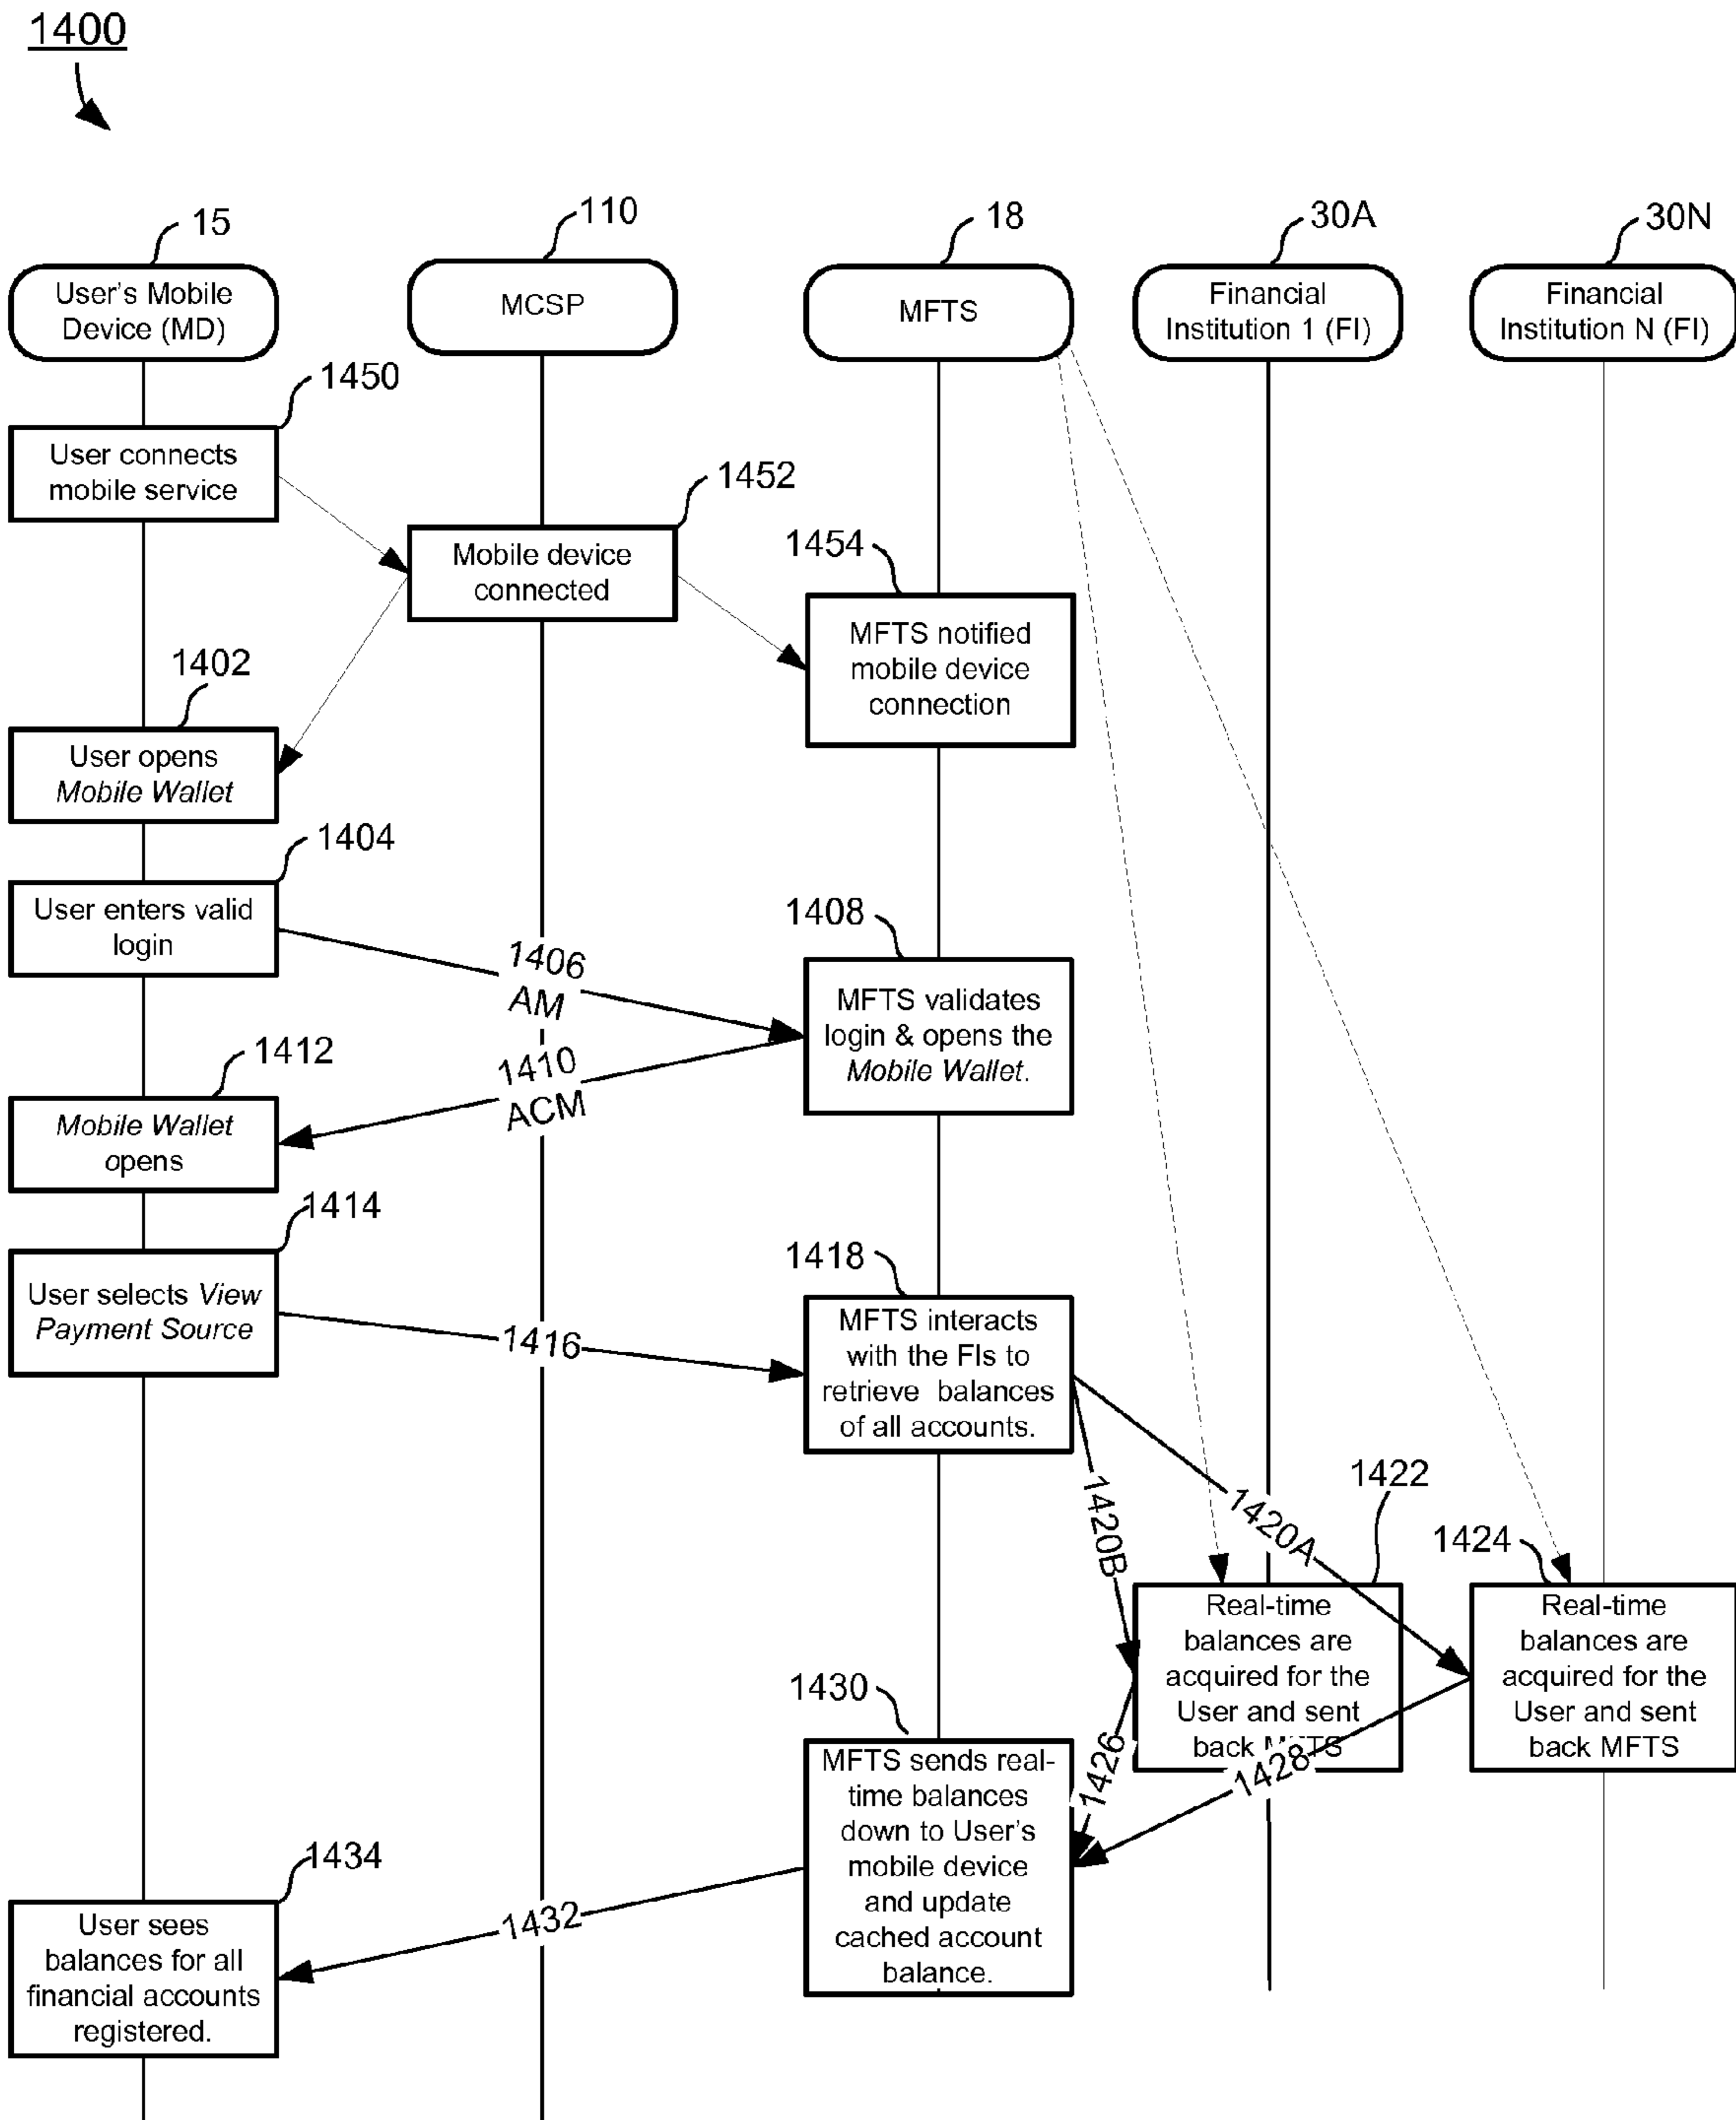 1400
15
110
18
30A
30N
User's Mobile
Device (MD)
MCSP
MFTS
Financial
Institution 1 (FI)
Financial
Institution N (FI)
1450
User connects
mobile service
1452
Mobile device
connected
1454
MFTS notified
mobile device
connection
1402
User opens
Mobile Wallet
1404
User enters valid
login
1406
AM
1408
MFTS validates
login & opens the
Mobile Wallet.
1410
ACM
1412
Mobile Wallet
opens
1414
User selects View
Payment Source
1416
1418
MFTS interacts
with the FIs to
retrieve balances
of all accounts.
1420B
1420A
1422
Real-time
balances are
acquired for the
User and sent
back MFTS
1424
Real-time
balances are
acquired for the
User and sent
back MFTS
1426
1428
1430
MFTS sends real-
time balances
down to User's
mobile device
and update
cached account
balance.
1432
1434
User sees
balances for all
financial accounts
registered.